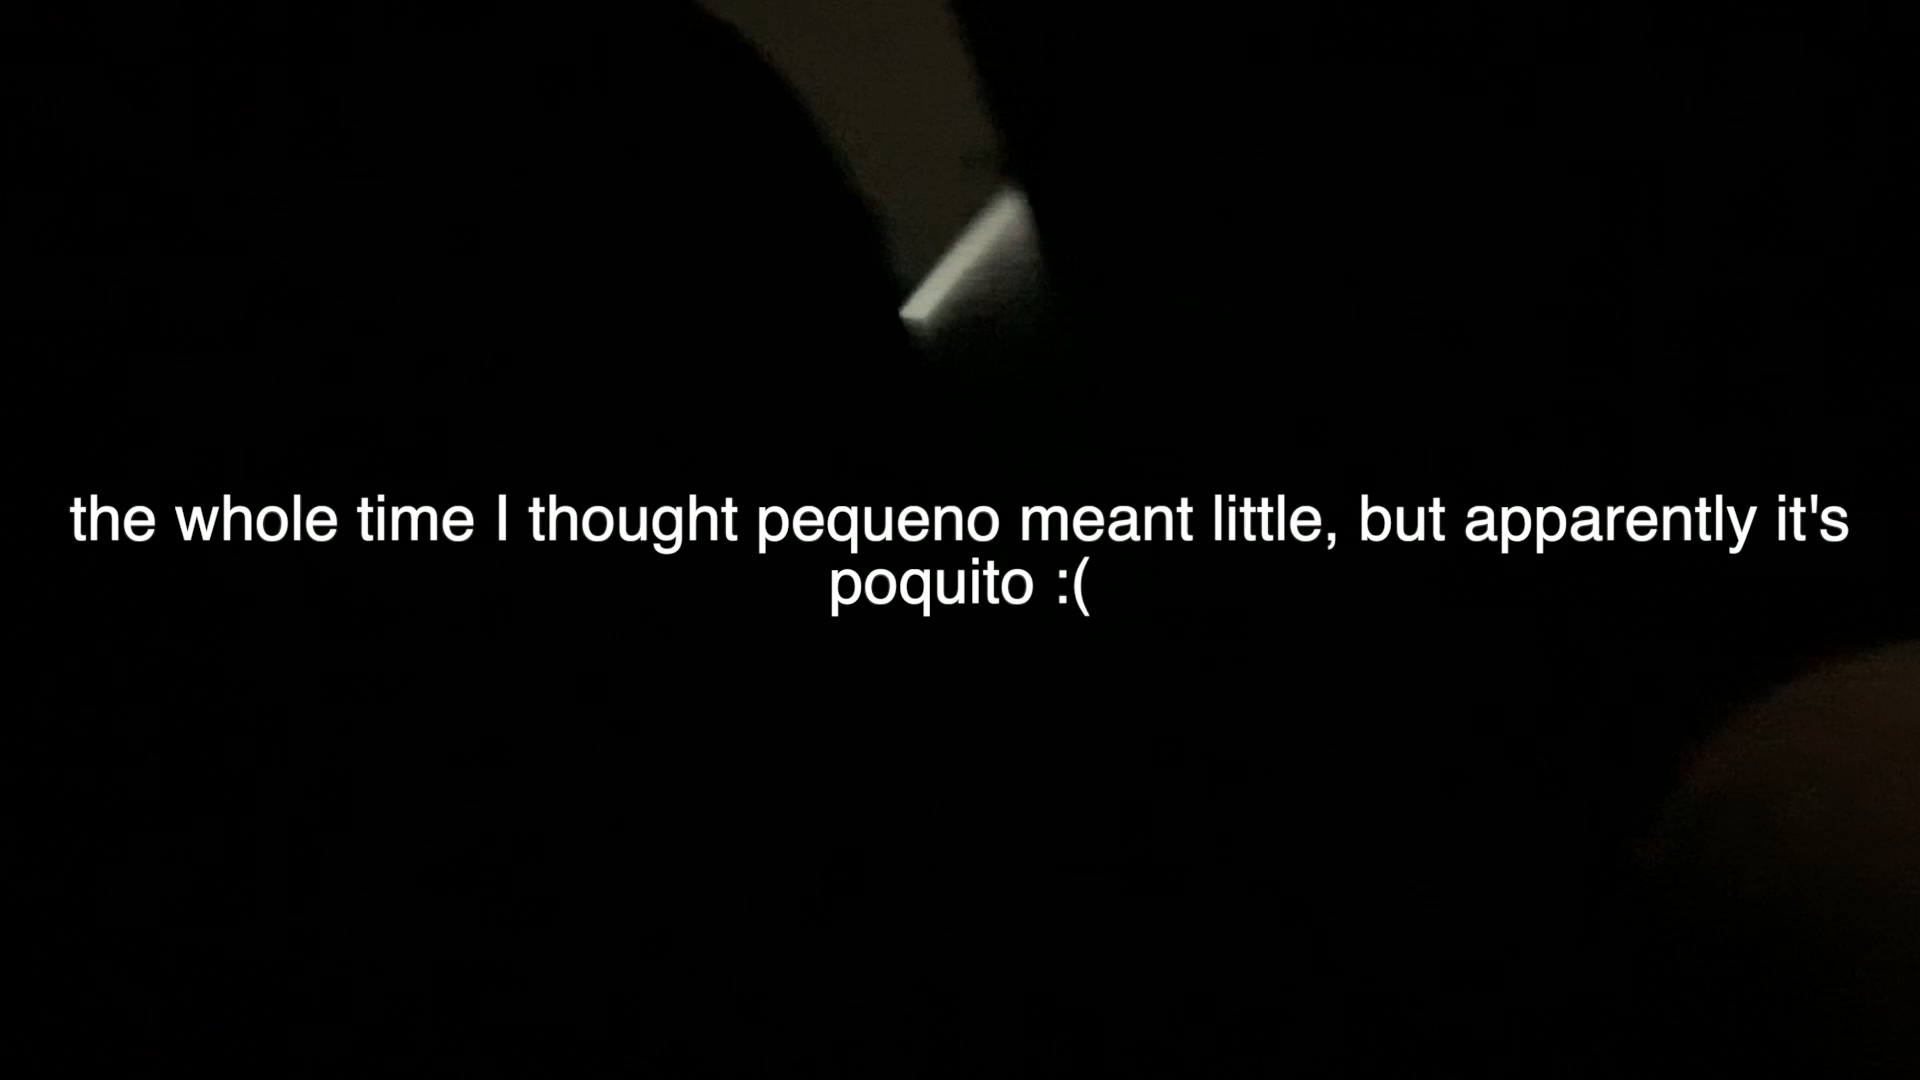 the whole time I thought pequeno meant little, but apparently it's
poquito :(